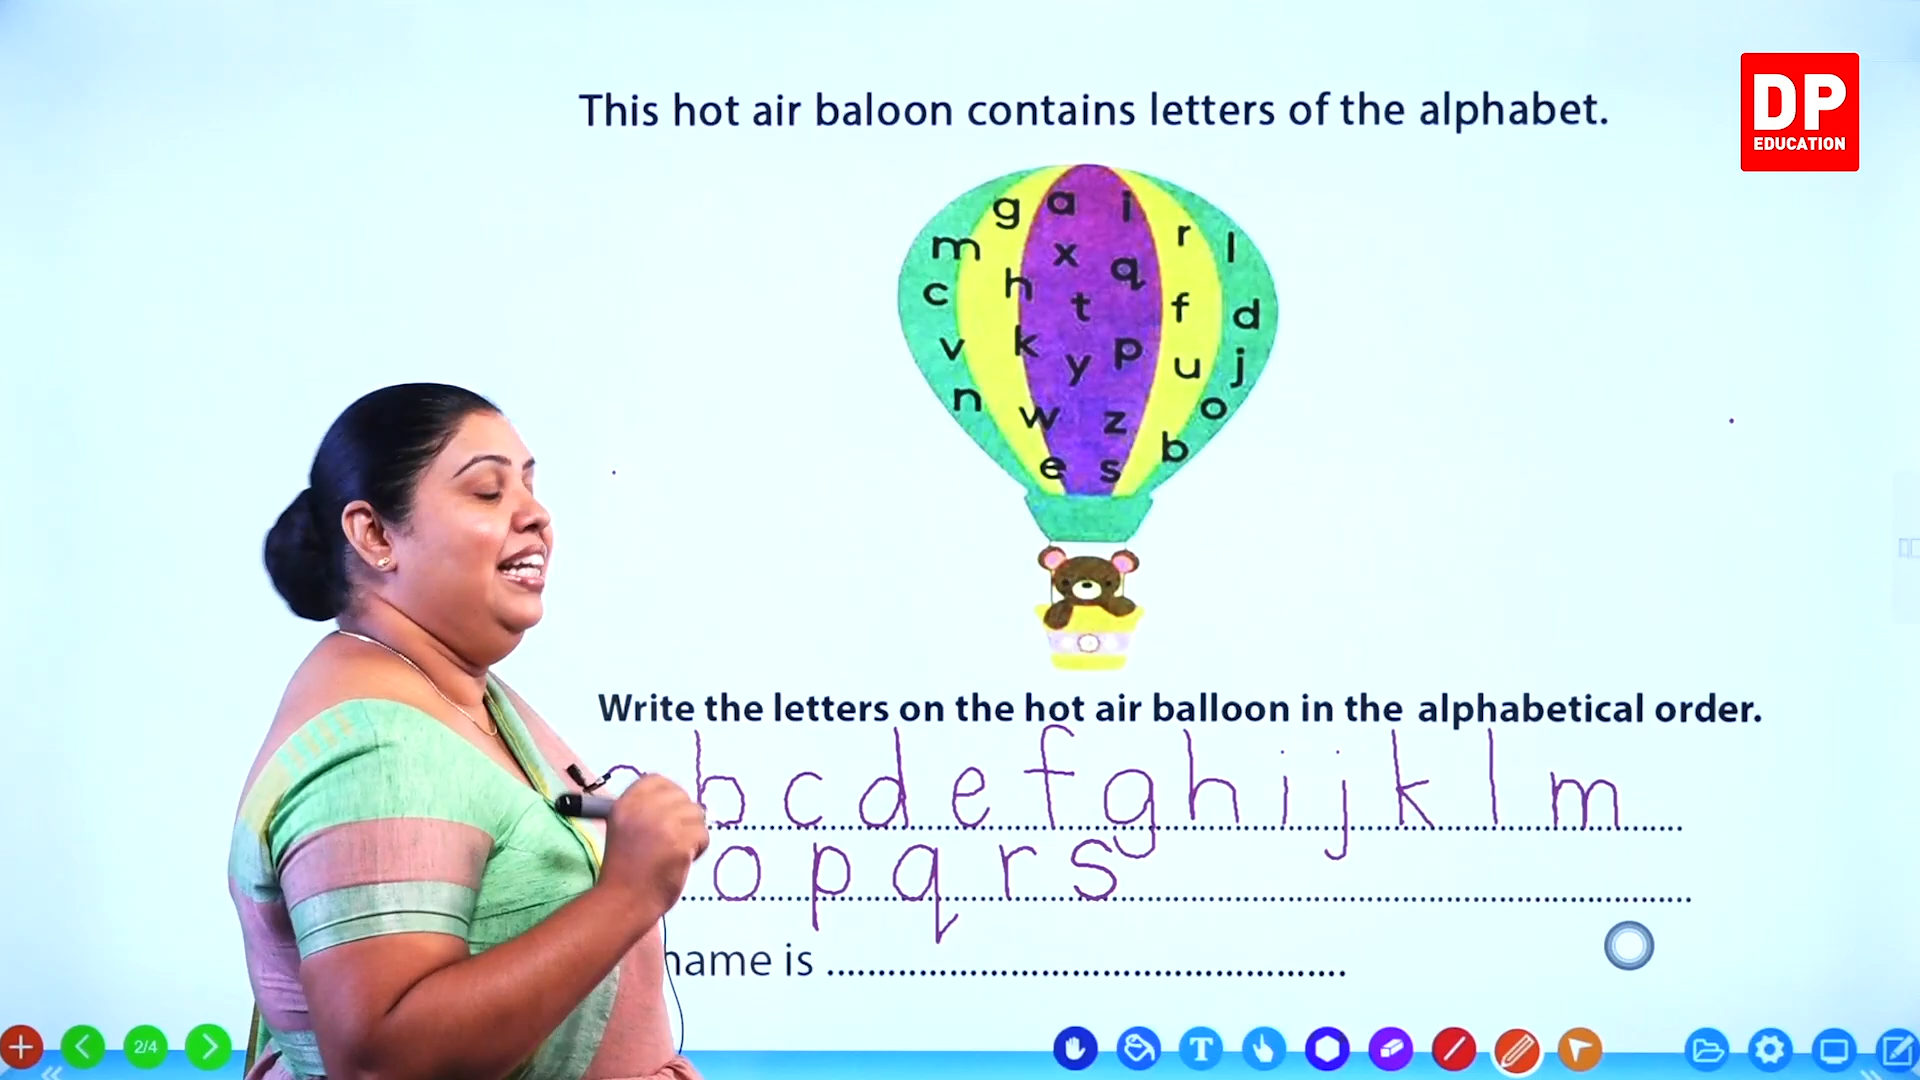 This hot air baloon contains letters of the alphabet.
DP
EDUCATION
g a i r l
m x q
c h t f d
v k y p u j
n w z o
e s b
Write the letters on the hot air balloon in the alphabetical order.
b c d e f g h i j k l m
o p q r s
name is ................................................
2/4
T